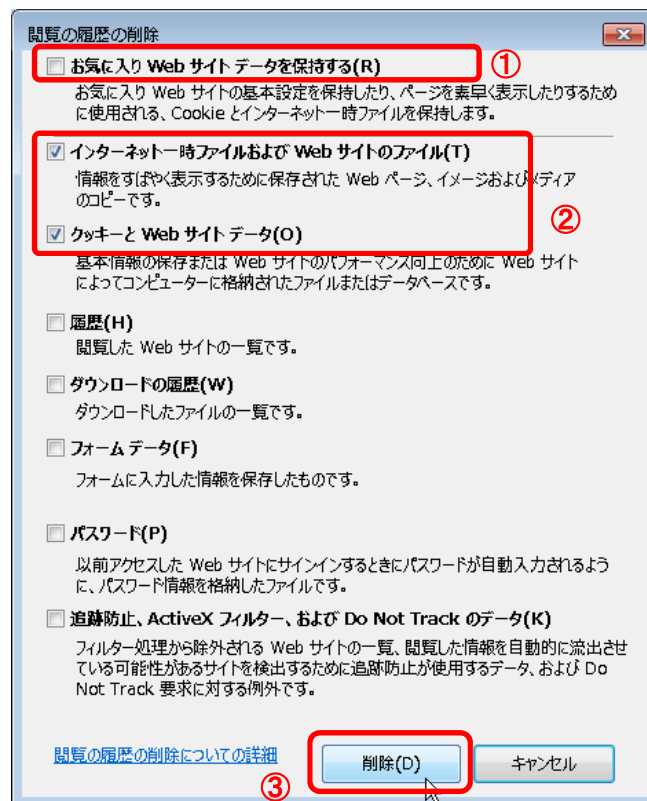 閲覧の履歴の削除
お気に入り Web サイト データを保持する(R)
①
お気に入り Web サイトの基本設定を保持したり、ページを素早く表示したりするため
に使用される、Cookie とインターネット一時ファイルを保持します。
インターネット一時ファイルおよび Web サイトのファイル(T)
情報をすばやく表示するために保存された Web ページ、イメージおよびメディア
のコピーです。
②
クッキーと Web サイト データ(O)
基本情報の保存または Web サイトのパフォーマンス向上のために Web サイト
によってコンピューターに格納されたファイルまたはデータベースです。
履歴(H)
閲覧した Web サイトの一覧です。
ダウンロードの履歴(W)
ダウンロードしたファイルの一覧です。
フォーム データ(F)
フォームに入力した情報を保存したものです。
パスワード(P)
以前アクセスした Web サイトにサインインするときにパスワードが自動入力されるよう
に、パスワード情報を格納したファイルです。
追跡防止、ActiveX フィルター、および Do Not Track のデータ(K)
フィルター処理から除外される Web サイトの一覧、閲覧した情報を自動的に流出させ
ている可能性があるサイトを検出するために追跡防止が使用するデータ、および Do
Not Track 要求に対する例外です。
閲覧の履歴の削除についての詳細
削除(D)
キャンセル
③